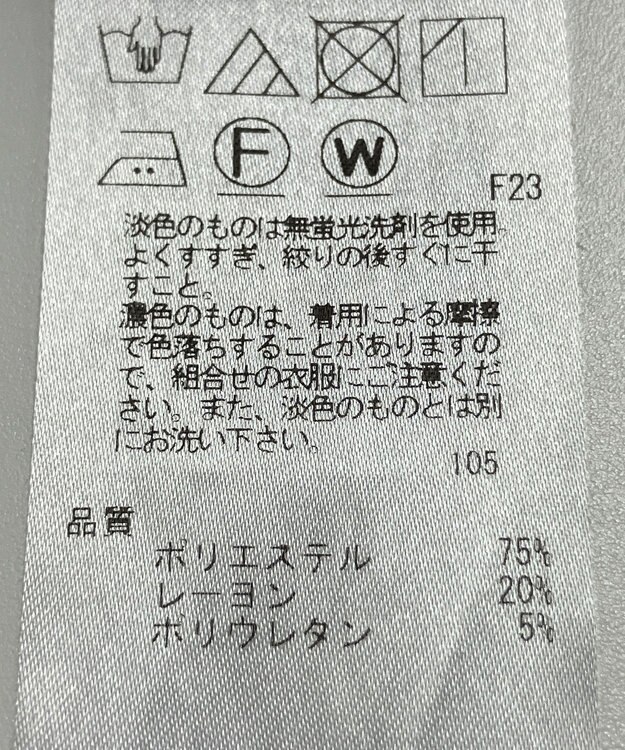 F W
F23
淡色のものは無蛍光洗剤を使用。
よくすすぎ、絞りの後すぐに干
すこと。
濃色のものは、着用による摩擦
で色落ちすることがありますの
で、組合せの衣服にご注意くだ
さい。また、淡色のものとは別
にお洗い下さい。
105
品質
ポリエステル 75%
レーヨン 20%
ポリウレタン 5%